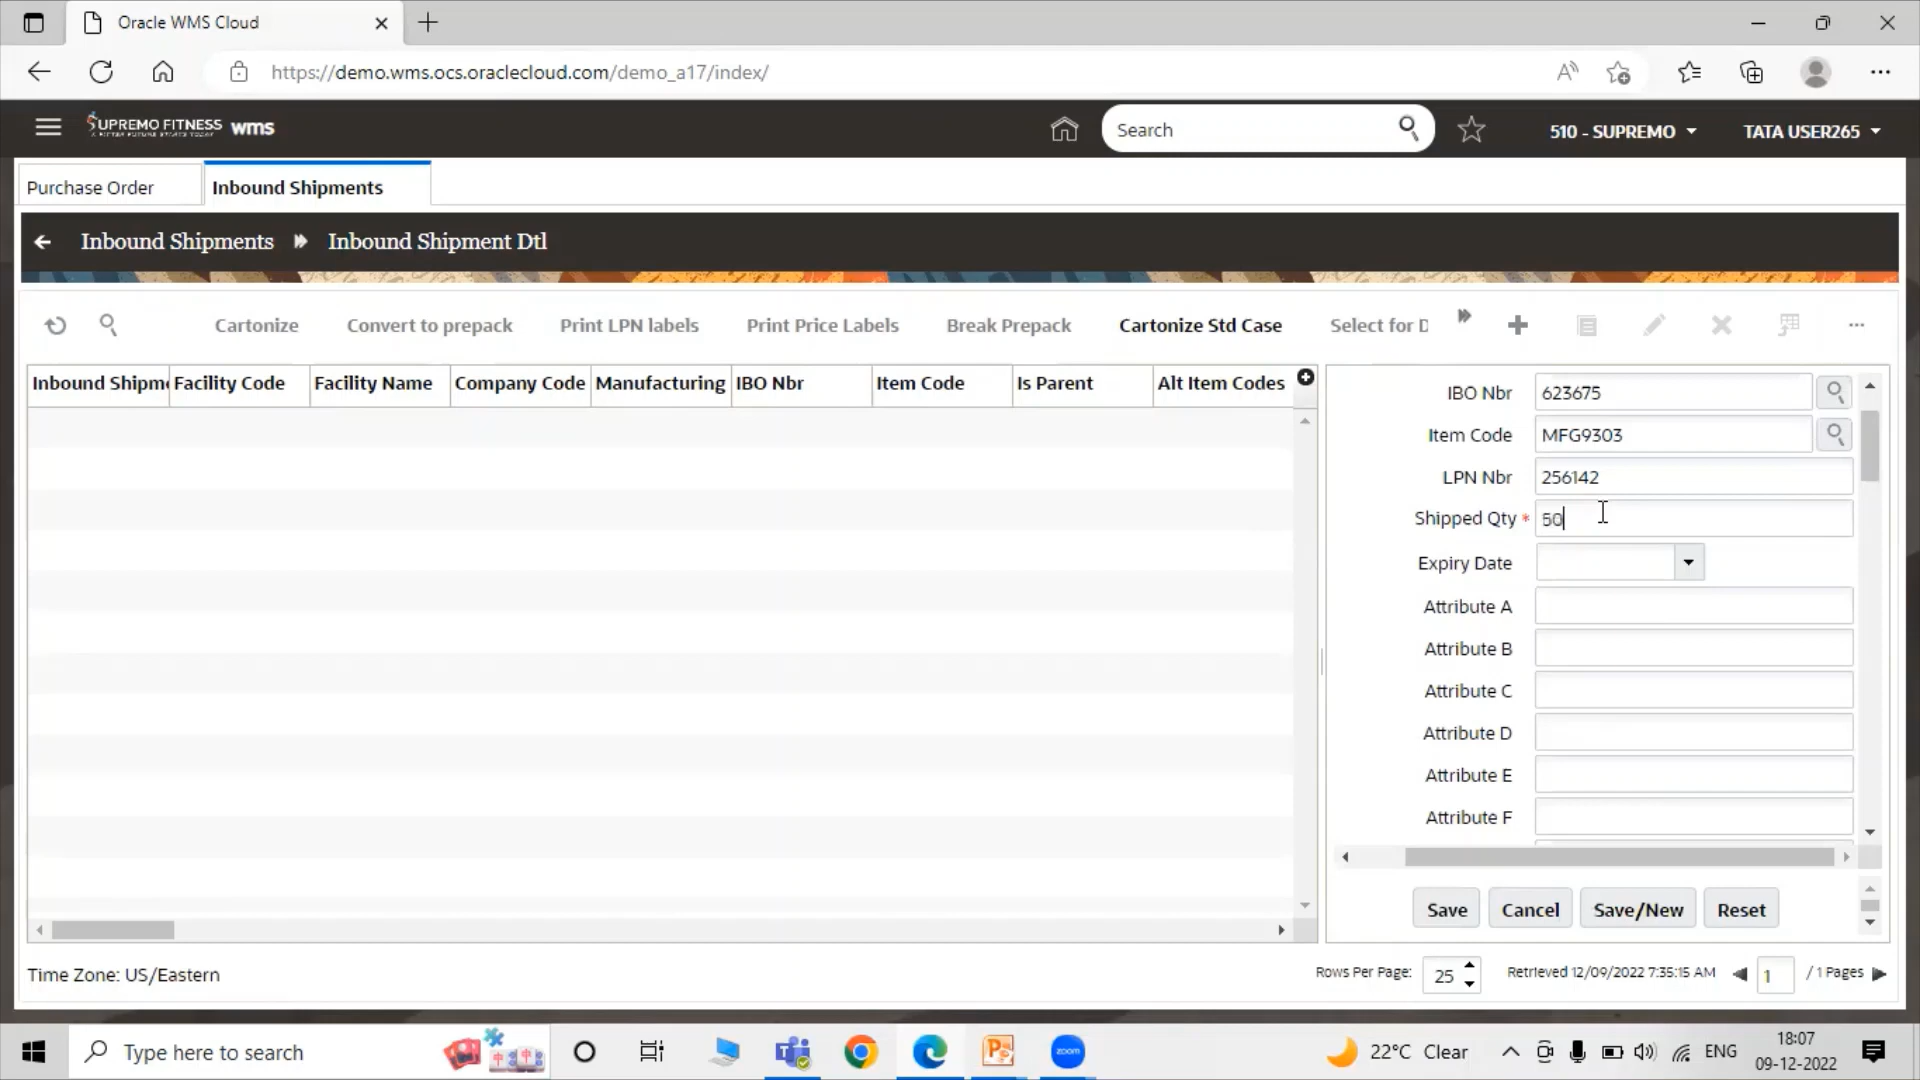 Oracle WMS Cloud
https://demo.wms.ocs.oraclecloud.com/demo_a17/index/
SUPREMO FITNESS wms
Search
510 - SUPREMO
TATA USER265
Purchase Order
Inbound Shipments
Inbound Shipments Inbound Shipment Dtl
Cartonize Convert to prepack Print LPN labels Print Price Labels Break Prepack Cartonize Std Case Select for D
Inbound Shipme Facility Code Facility Name Company Code Manufacturing IBO Nbr Item Code Is Parent Alt Item Codes
IBO Nbr 623675
Item Code MFG9303
LPN Nbr 256142
Shipped Qty * 50
Expiry Date
Attribute A
Attribute B
Attribute C
Attribute D
Attribute E
Attribute F
Save Cancel Save/New Reset
Time Zone: US/Eastern
Rows Per Page: 25 Retrieved 12/09/2022 7:35:15 AM 1 / 1 Pages
Type here to search
zoom
22°C Clear
ENG
18:07
09-12-2022